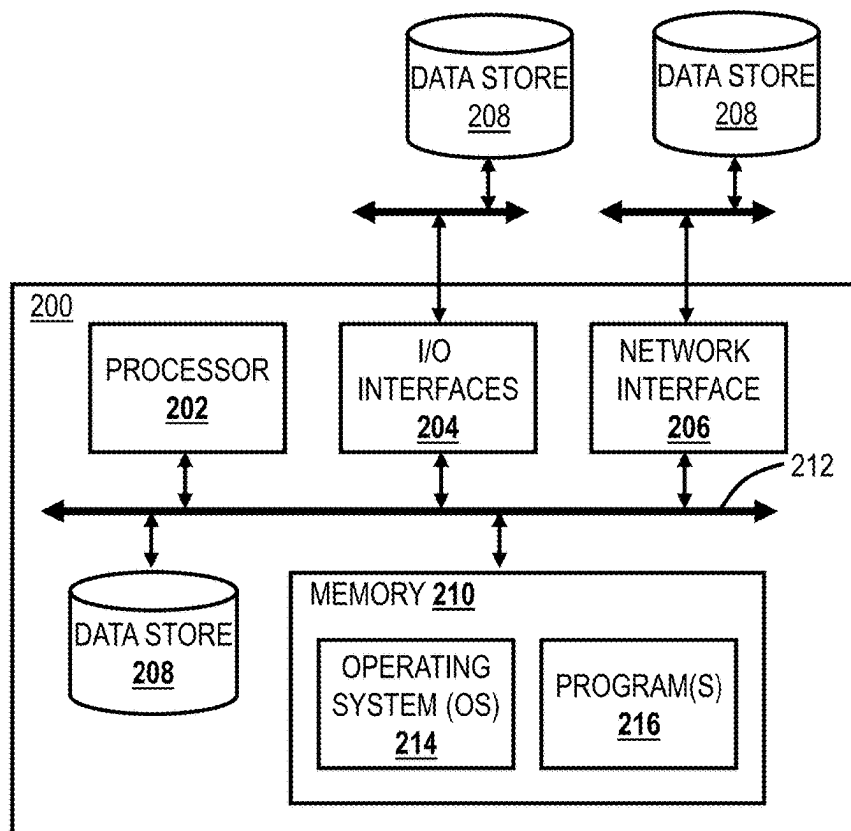 DATA STORE
208
DATA STORE
208
200
PROCESSOR
202
I/O
INTERFACES
204
NETWORK
INTERFACE
206
212
DATA STORE
208
MEMORY 210
OPERATING
SYSTEM (OS)
214
PROGRAM(S)
216